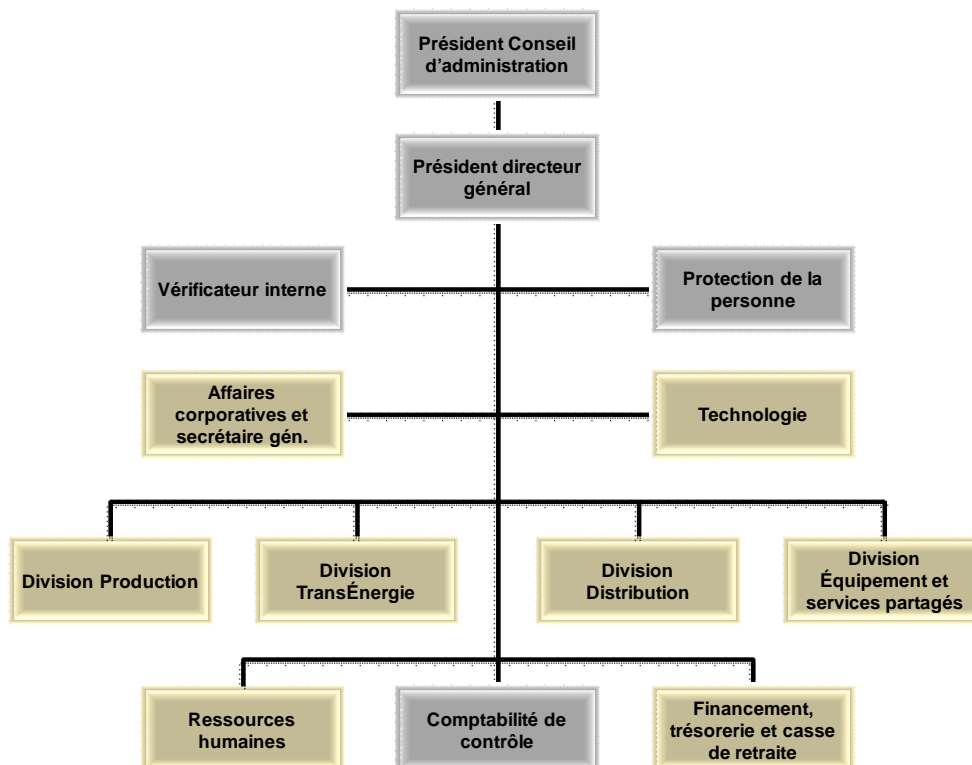 Président Conseil
d’administration
Président directeur
général
Vérificateur interne
Protection de la
personne
Affaires
corporatives et
secrétaire gén.
Technologie
Division Production
Division
TransÉnergie
Division
Distribution
Division
Équipement et
services partagés
Ressources
humaines
Comptabilité de
contrôle
Financement,
trésorerie et casse
de retraite